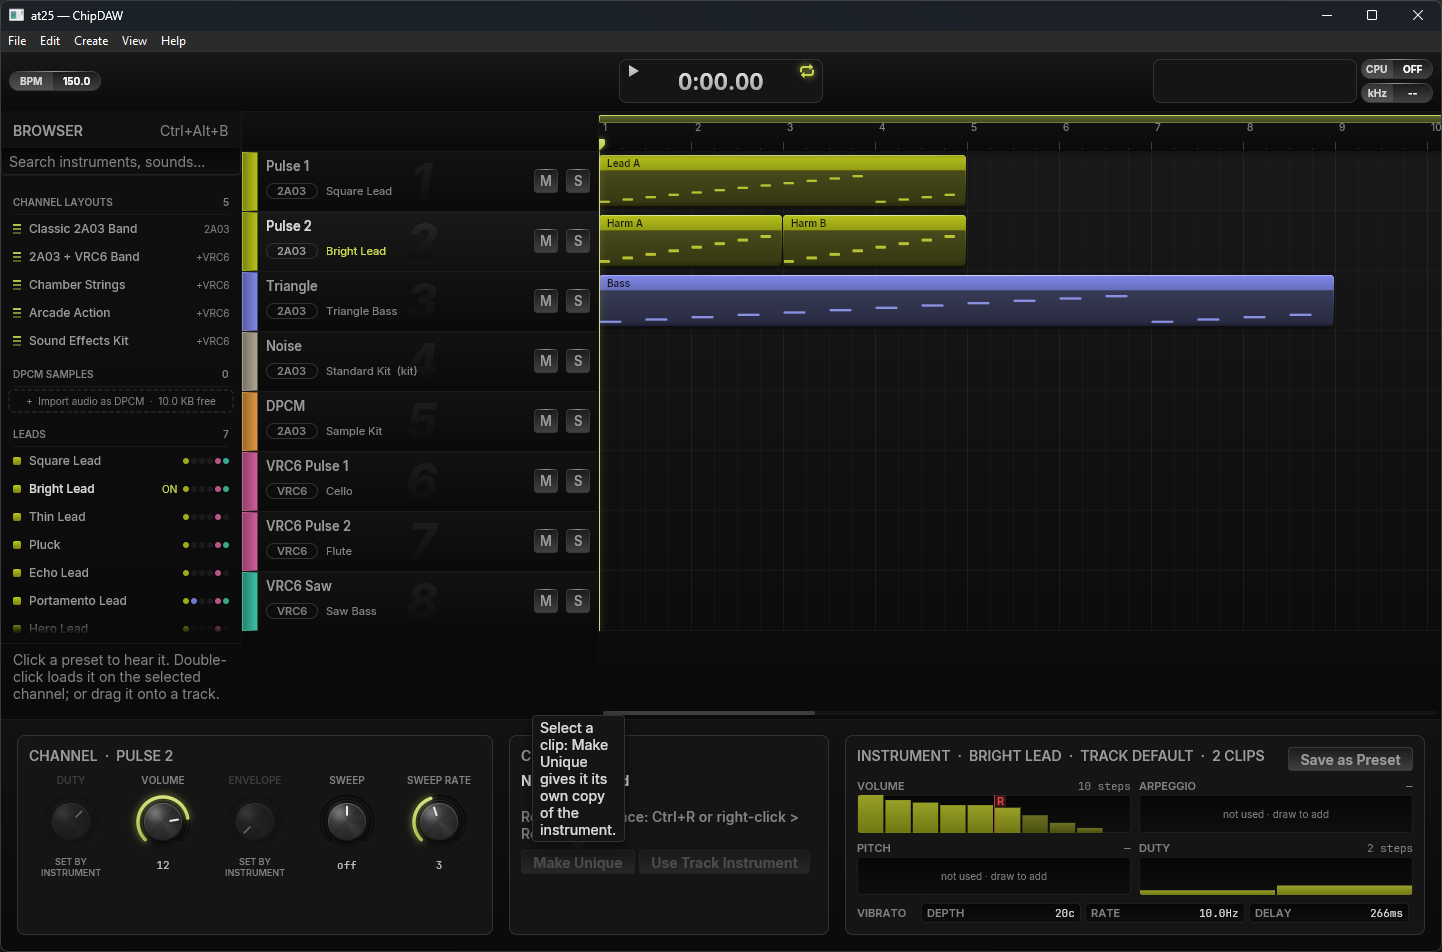 at25 — ChipDAW
File Edit Create View Help
BPM 150.0
0:00.00
CPU OFF
kHz --
BROWSER Ctrl+Alt+B
Search instruments, sounds...
CHANNEL LAYOUTS 5
Classic 2A03 Band 2A03
2A03 + VRC6 Band +VRC6
Chamber Strings +VRC6
Arcade Action +VRC6
Sound Effects Kit +VRC6
DPCM SAMPLES 0
+ Import audio as DPCM · 10.0 KB free
LEADS 7
Square Lead
Bright Lead ON
Thin Lead
Pluck
Echo Lead
Portamento Lead
Hero Lead
Click a preset to hear it. Double-
click loads it on the selected
channel; or drag it onto a track.
1 2 3 4 5 6 7 8 9 10
Pulse 1 1 M S
2A03 Square Lead
Lead A
Pulse 2 2 M S
2A03 Bright Lead
Harm A Harm B
Triangle 3 M S
2A03 Triangle Bass
Bass
Noise 4 M S
2A03 Standard Kit (kit)
DPCM 5 M S
2A03 Sample Kit
VRC6 Pulse 1 6 M S
VRC6 Cello
VRC6 Pulse 2 7 M S
VRC6 Flute
VRC6 Saw 8 M S
VRC6 Saw Bass
CHANNEL · PULSE 2
DUTY VOLUME ENVELOPE SWEEP SWEEP RATE
SET BY
INSTRUMENT
12
SET BY
INSTRUMENT
off
3
Select a
clip: Make
Unique
gives it its
own copy
of the
instrument.
Ctrl+R or right-click >
Make Unique Use Track Instrument
INSTRUMENT · BRIGHT LEAD · TRACK DEFAULT · 2 CLIPS Save as Preset
VOLUME 10 steps ARPEGGIO —
R
not used · draw to add
PITCH — DUTY 2 steps
not used · draw to add
VIBRATO DEPTH 20c RATE 10.0Hz DELAY 266ms